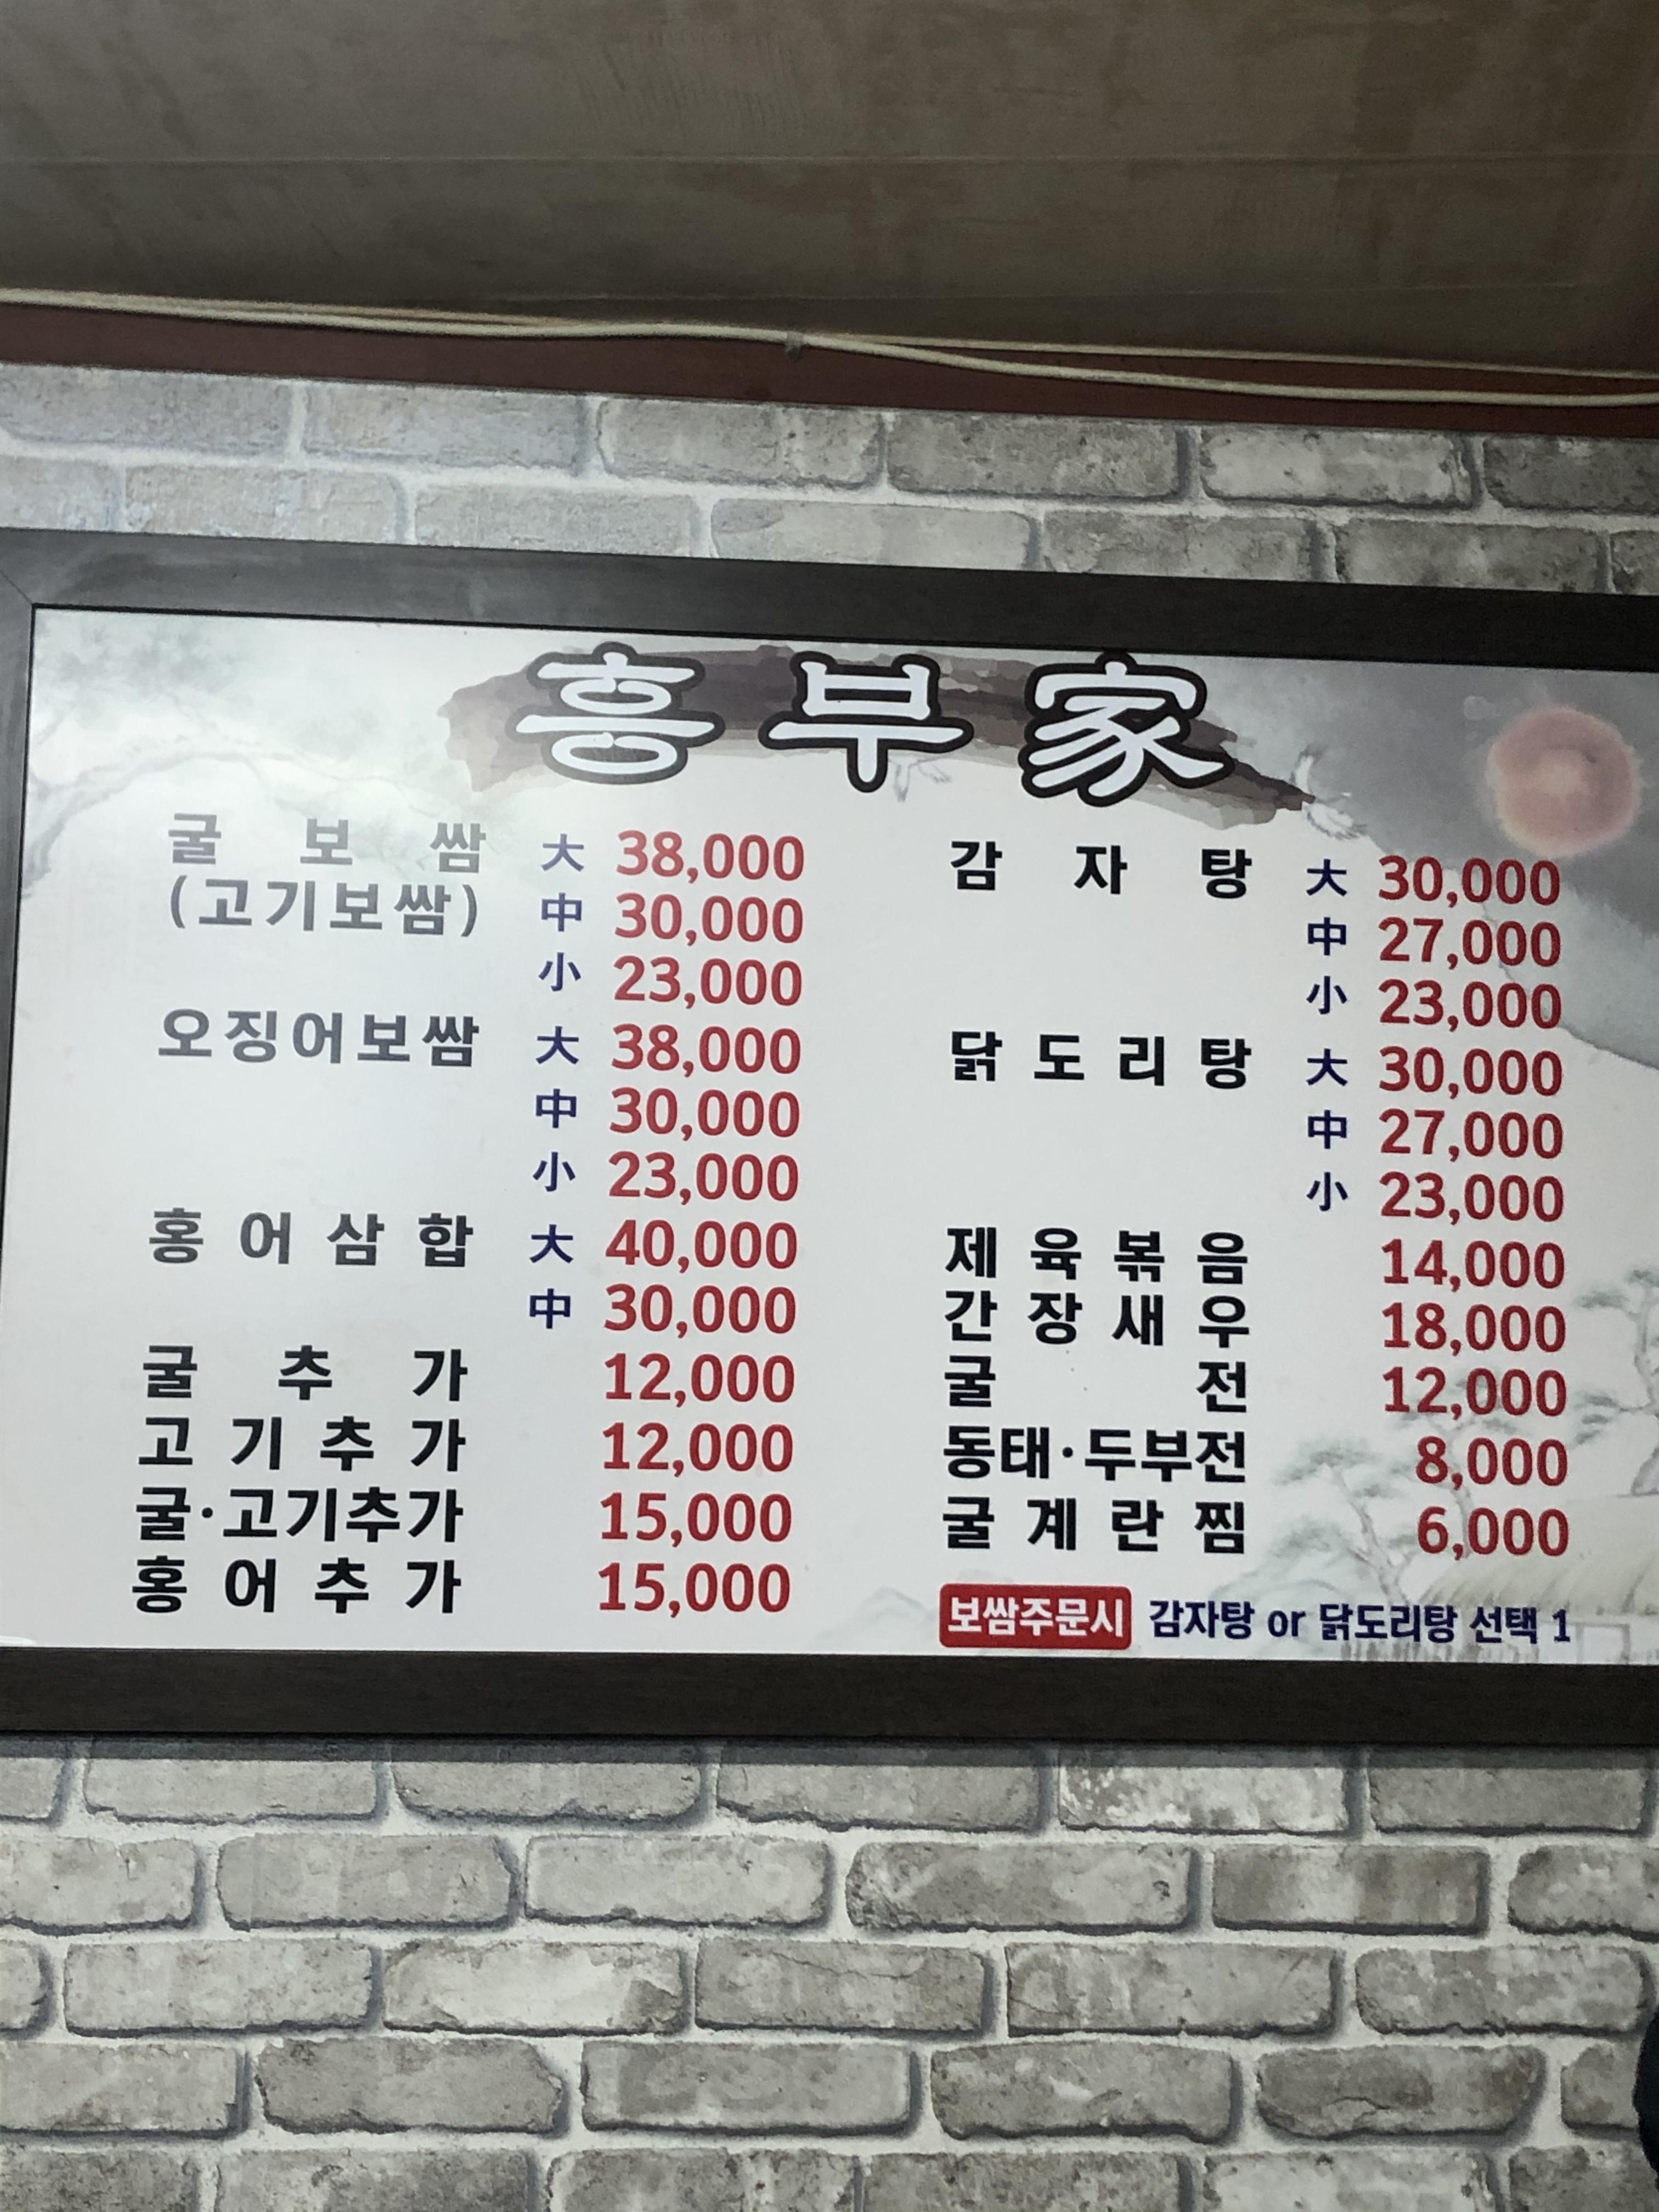 흥부家
굴보쌈 大 38,000
(고기보쌈) 中 30,000
小 23,000
오징어보쌈 大 38,000
中 30,000
小 23,000
홍어삼합 大 40,000
中 30,000
굴추가 12,000
고기추가 12,000
굴·고기추가 15,000
홍어추가 15,000
감자탕 大 30,000
中 27,000
小 23,000
닭도리탕 大 30,000
中 27,000
小 23,000
제육볶음 14,000
간장새우 18,000
굴전 12,000
동태·두부전 8,000
굴계란찜 6,000
보쌈주문시 감자탕 or 닭도리탕 선택 1